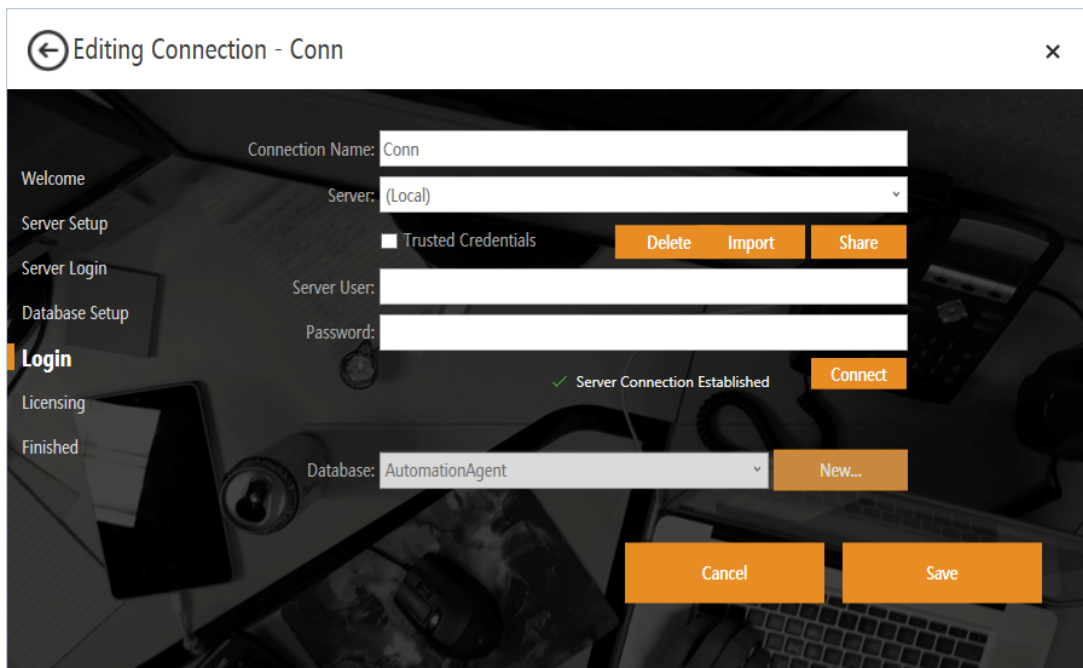 Editing Connection - Conn
Connection Name: Conn
Welcome
Server: (Local)
Server Setup
Trusted Credentials Delete Import Share
Server Login
Server User:
Database Setup
Password:
Login
Server Connection Established Connect
Licensing
Finished
Database: AutomationAgent New...
Cancel Save